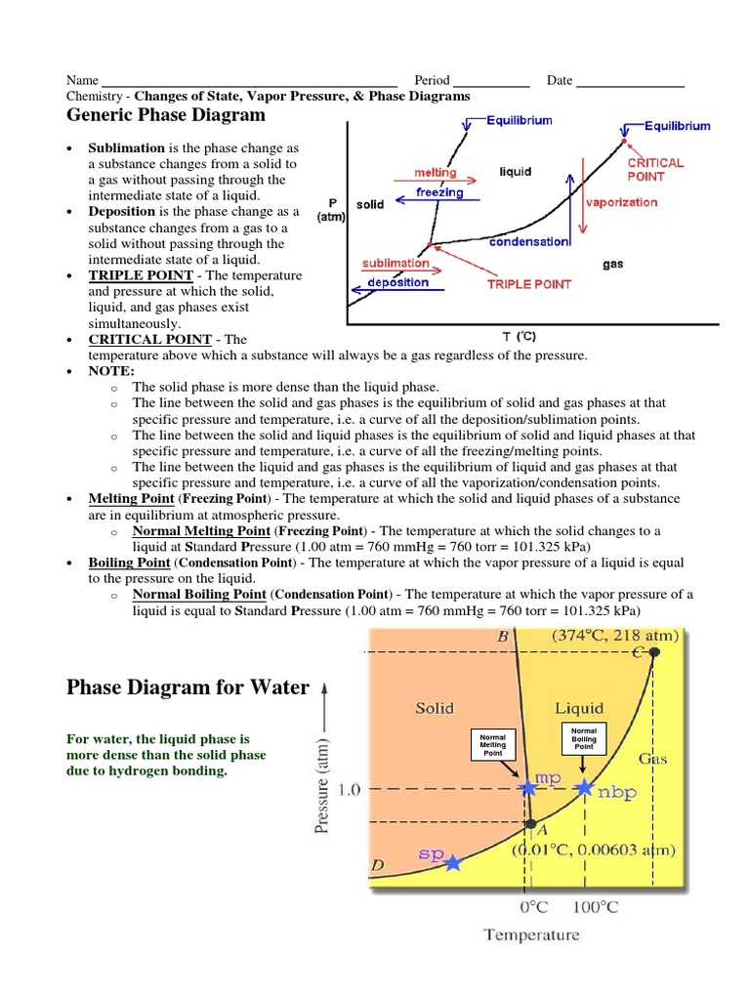 Name ____________ Period ____________ Date ____________
Chemistry - Changes of State, Vapor Pressure, & Phase Diagrams
Generic Phase Diagram
• Sublimation is the phase change as
a substance changes from a solid to
a gas without passing through the
intermediate state of a liquid.
• Deposition is the phase change as a
substance changes from a gas to a
solid without passing through the
intermediate state of a liquid.
• TRIPLE POINT - The temperature
and pressure at which the solid,
liquid, and gas phases exist
simultaneously.
• CRITICAL POINT - The
temperature above which a substance will always be a gas regardless of the pressure.
Equilibrium
Equilibrium
melting
liquid
CRITICAL
POINT
freezing
P
(atm)
solid
vaporization
condensation
sublimation
gas
deposition
TRIPLE POINT
T (°C)
• NOTE:
o The solid phase is more dense than the liquid phase.
o The line between the solid and gas phases is the equilibrium of solid and gas phases at that
specific pressure and temperature, i.e. a curve of all the deposition/sublimation points.
o The line between the solid and liquid phases is the equilibrium of solid and liquid phases at that
specific pressure and temperature, i.e. a curve of all the freezing/melting points.
o The line between the liquid and gas phases is the equilibrium of liquid and gas phases at that
specific pressure and temperature, i.e. a curve of all the vaporization/condensation points.
• Melting Point (Freezing Point) - The temperature at which the solid and liquid phases of a substance
are in equilibrium at atmospheric pressure.
o Normal Melting Point (Freezing Point) - The temperature at which the solid changes to a
liquid at Standard Pressure (1.00 atm = 760 mmHg = 760 torr = 101.325 kPa)
• Boiling Point (Condensation Point) - The temperature at which the vapor pressure of a liquid is equal
to the pressure on the liquid.
o Normal Boiling Point (Condensation Point) - The temperature at which the vapor pressure of a
liquid is equal to Standard Pressure (1.00 atm = 760 mmHg = 760 torr = 101.325 kPa)
Phase Diagram for Water
For water, the liquid phase is
more dense than the solid phase
due to hydrogen bonding.
B
(374°C, 218 atm)
C
Solid
Liquid
Normal
Melting
Point
Normal
Boiling
Point
Gas
Pressure (atm)
1.0
mp
nbp
A
(0.01°C, 0.00603 atm)
sp
D
0°C
100°C
Temperature